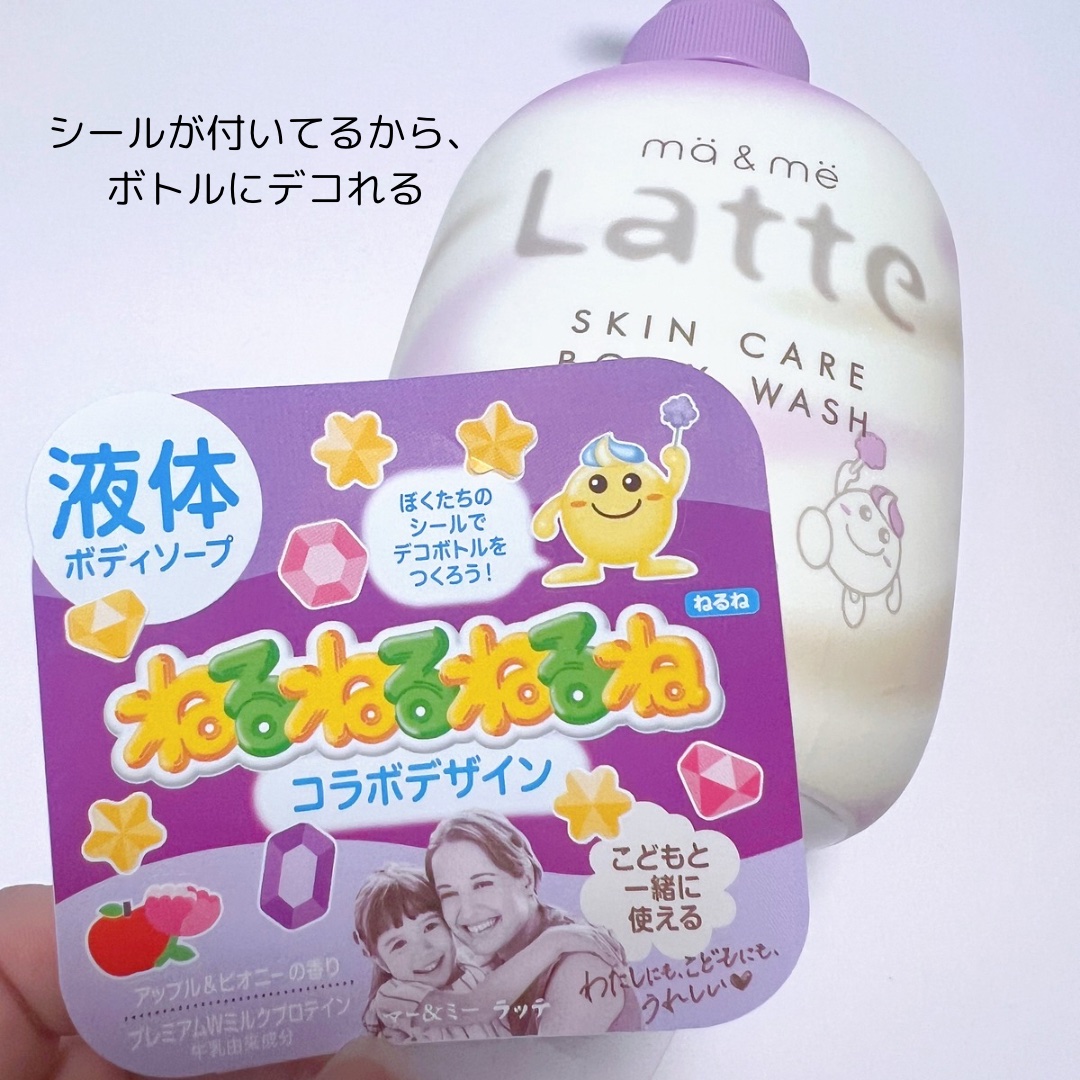 シールが付いてるから、
ボトルにデコれる
mä & më
Latte
SKIN CARE
BODY WASH
液体
ボディソープ
ぼくたちの
シールで
デコボトルを
つくろう!
ねるね
ねるねるねるね
コラボデザイン
こどもと
一緒に
使える
わたしにも、こどもにも、
うれしい♥
アップル&ピオニーの香り
プレミアムWミルクプロテイン
牛乳由来成分
マー&ミー ラッテ